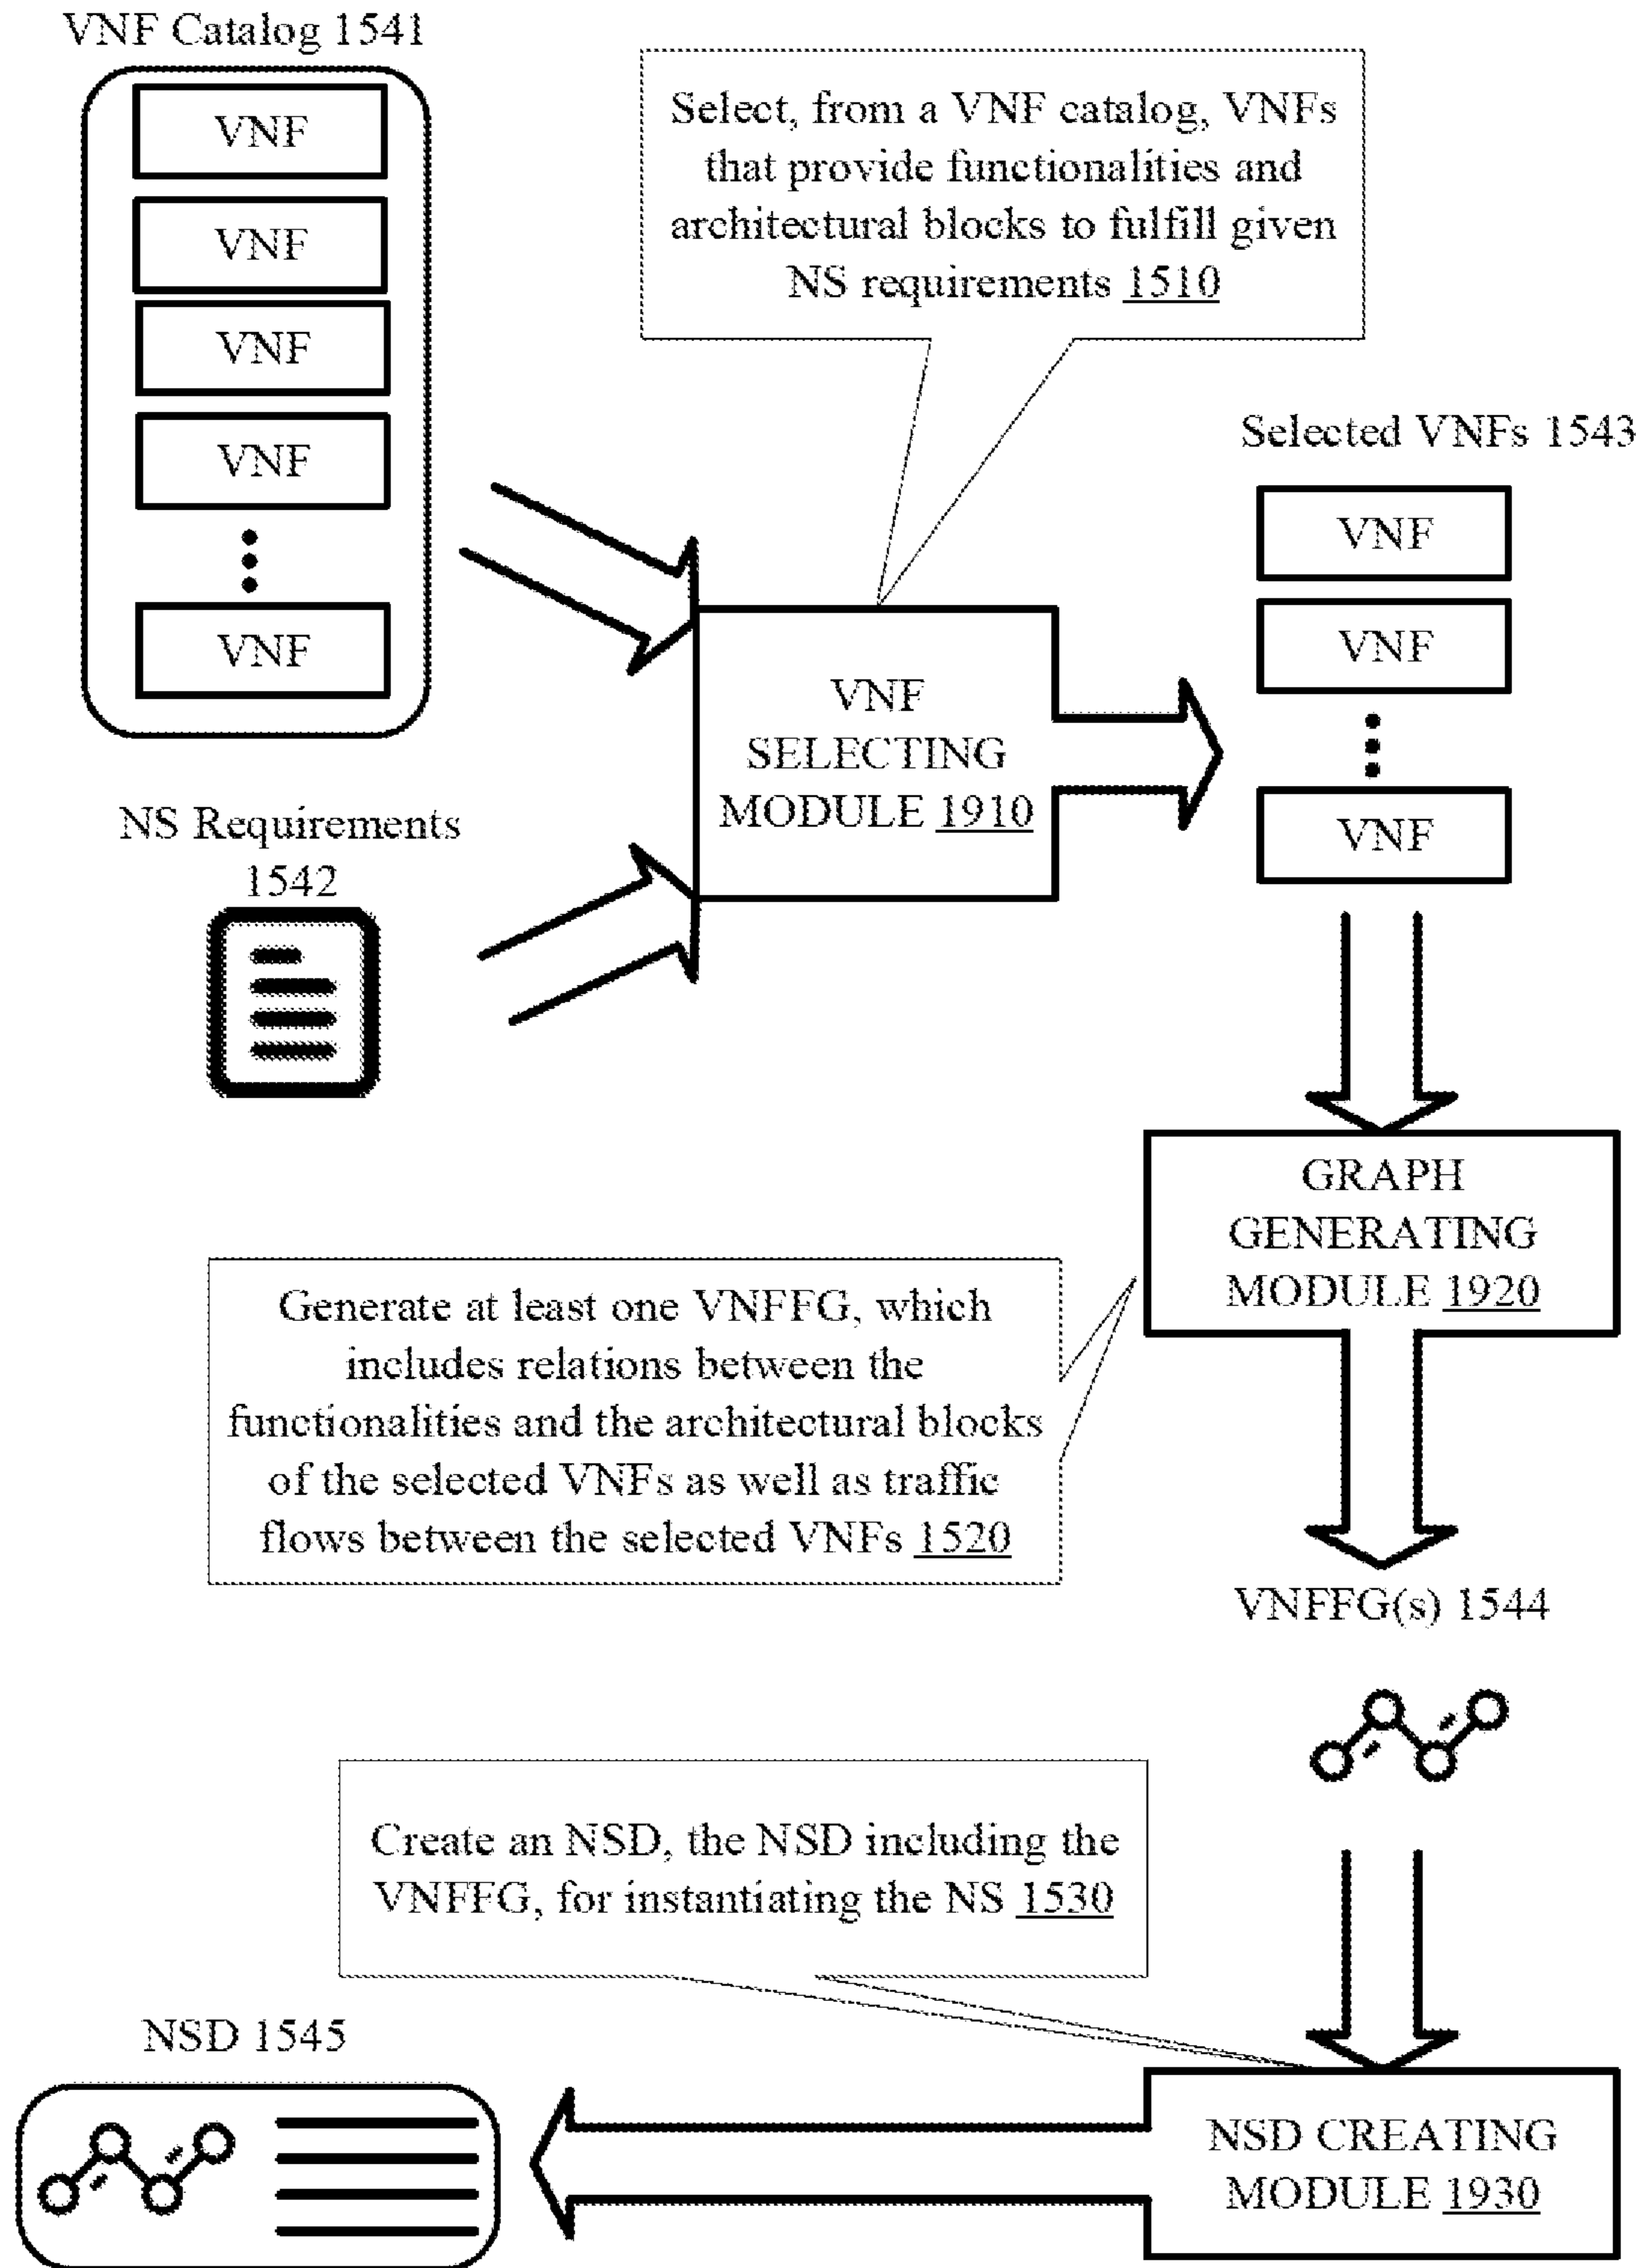 VNF Catalog 1541
VNF
VNF
VNF
VNF
VNF
Select, from a VNF catalog, VNFs
that provide functionalities and
architectural blocks to fulfill given
NS requirements 1510
Selected VNFs 1543
VNF
VNF
VNF
VNF
SELECTING
MODULE 1910
NS Requirements
1542
GRAPH
GENERATING
MODULE 1920
Generate at least one VNFFG, which
includes relations between the
functionalities and the architectural blocks
of the selected VNFs as well as traffic
flows between the selected VNFs 1520
VNFFG(s) 1544
Create an NSD, the NSD including the
VNFFG, for instantiating the NS 1530
NSD 1545
NSD CREATING
MODULE 1930